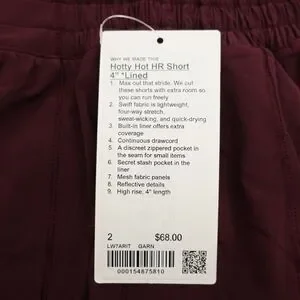 WHY WE MADE THIS
Hotty Hot HR Short
4" *Lined
1. Max out that stride. We cut
these shorts with extra room so
you can run freely
2. Swift fabric is lightweight,
four-way stretch,
sweat-wicking, and quick-drying
3. Built-in liner offers extra
coverage
4. Continuous drawcord
5. A discreet zippered pocket in
the seam for small items
6. Secret stash pocket in the
liner
7. Mesh fabric panels
8. Reflective details
9. High rise, 4" length
2 $68.00
LW7ARIT GARN
000154875810